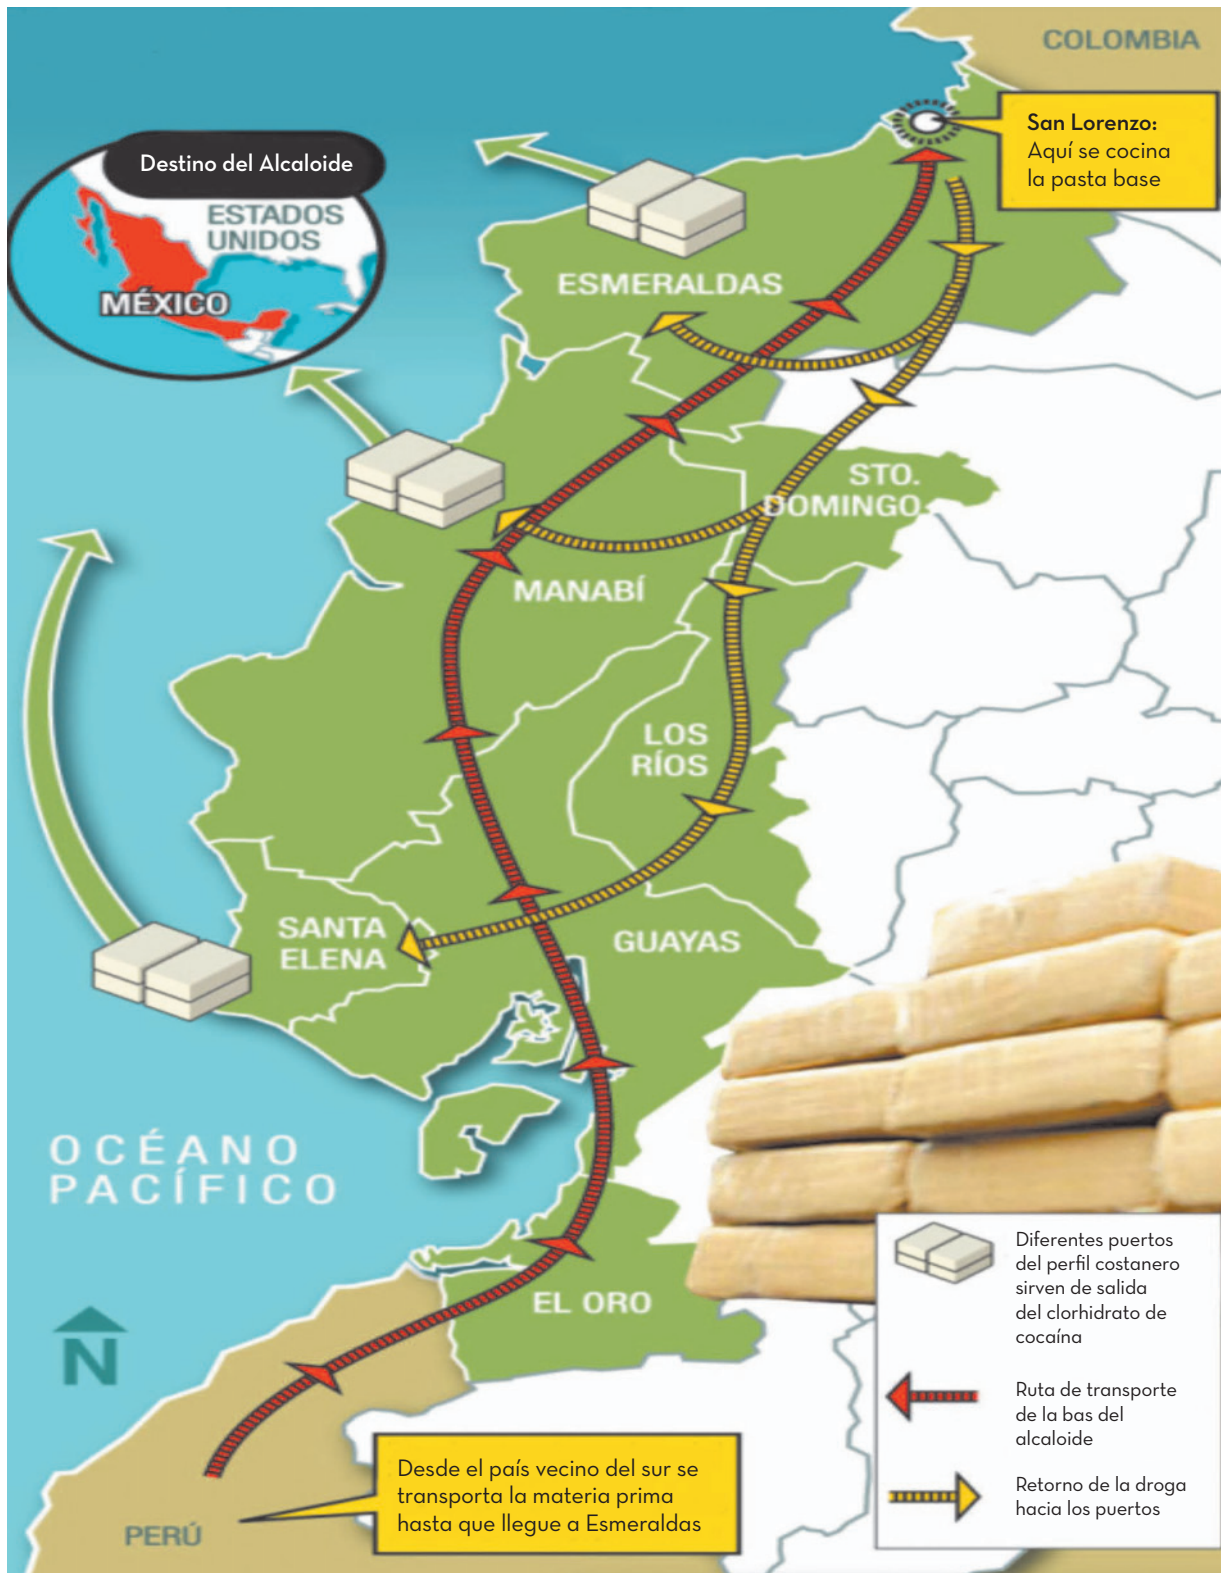 COLOMBIA
San Lorenzo:
Aquí se cocina
la pasta base
Destino del Alcaloide
ESTADOS
UNIDOS
MÉXICO
ESMERALDAS
STO.
DOMINGO
MANABÍ
LOS
RÍOS
SANTA
ELENA
GUAYAS
OCÉANO
PACÍFICO
EL ORO
N
PERÚ
Desde el país vecino del sur se
transporta la materia prima
hasta que llegue a Esmeraldas
Diferentes puertos
del perfil costanero
sirven de salida
del clorhidrato de
cocaína
Ruta de transporte
de la bas del
alcaloide
Retorno de la droga
hacia los puertos